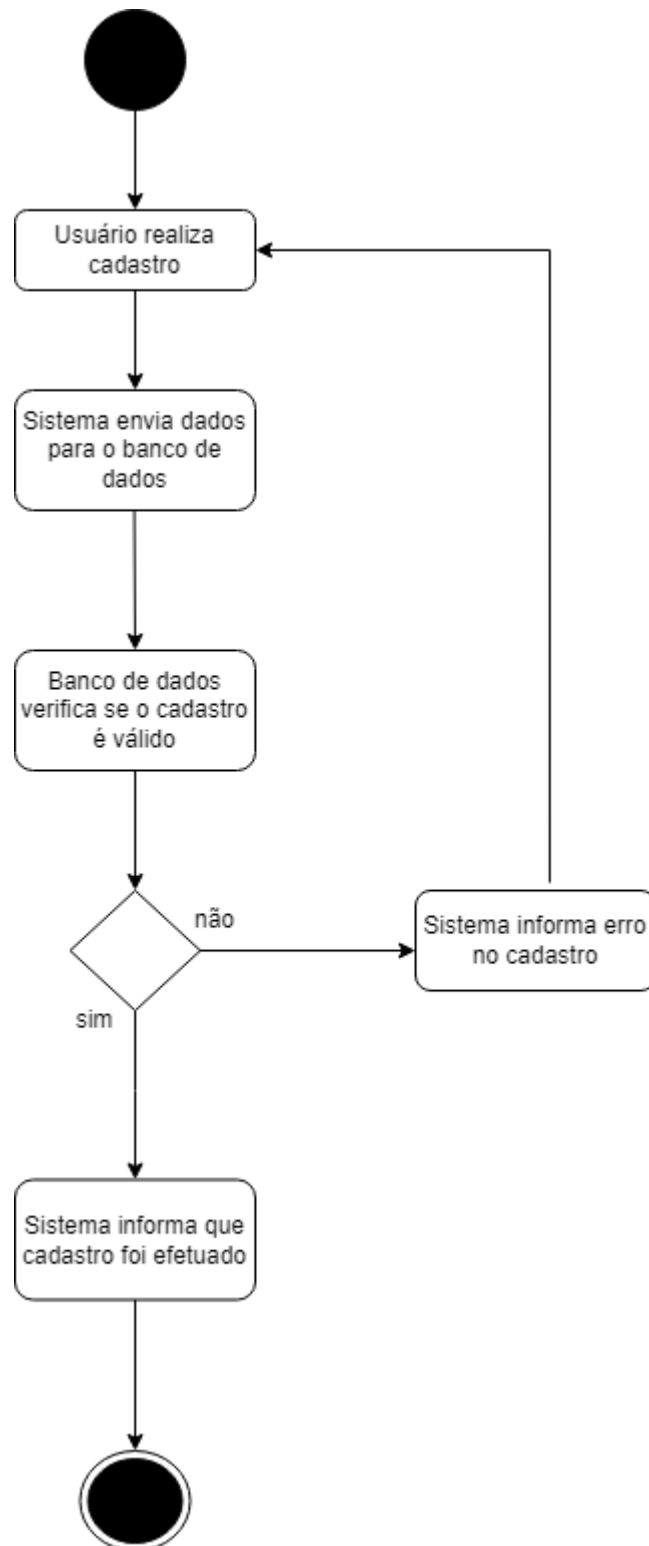 Usuário realiza
cadastro
Sistema envia dados
para o banco de
dados
Banco de dados
verifica se o cadastro
é válido
não
Sistema informa erro
no cadastro
sim
Sistema informa que
cadastro foi efetuado